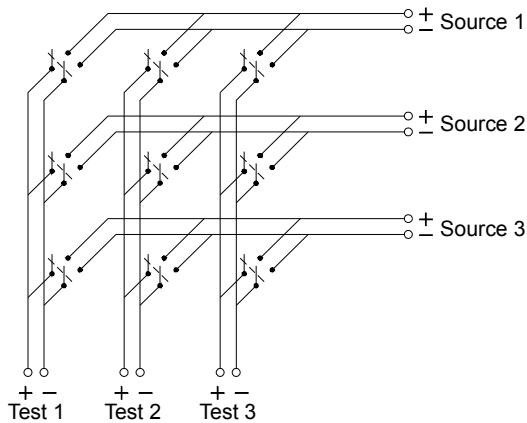 +
− Source 1
+
− Source 2
+
− Source 3
+ − + − + −
Test 1 Test 2 Test 3